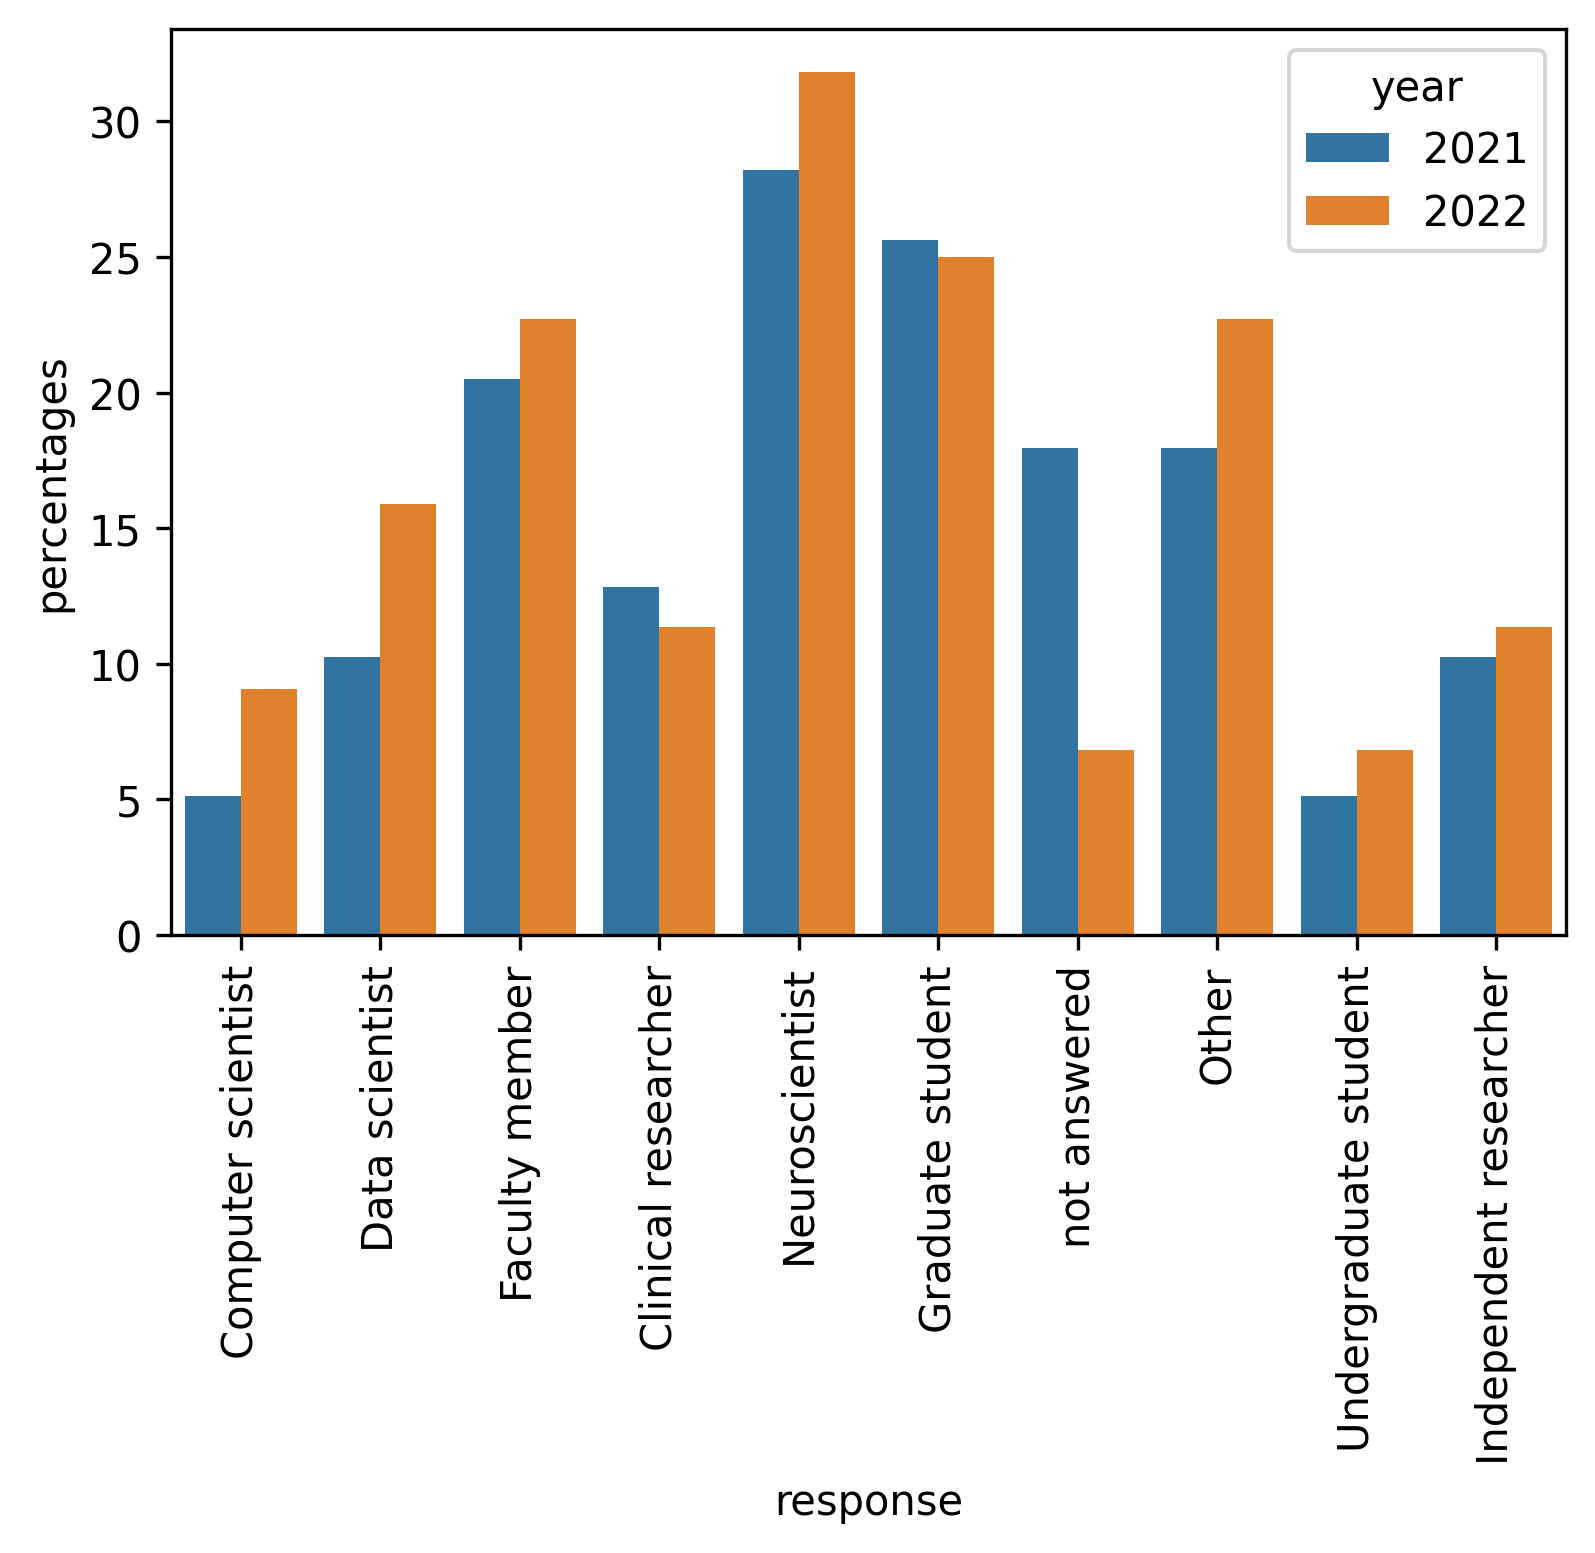 year
2021
2022
percentages
30
25
20
15
10
5
0
Computer scientist
Data scientist
Faculty member
Clinical researcher
Neuroscientist
Graduate student
not answered
Other
Undergraduate student
Independent researcher
response